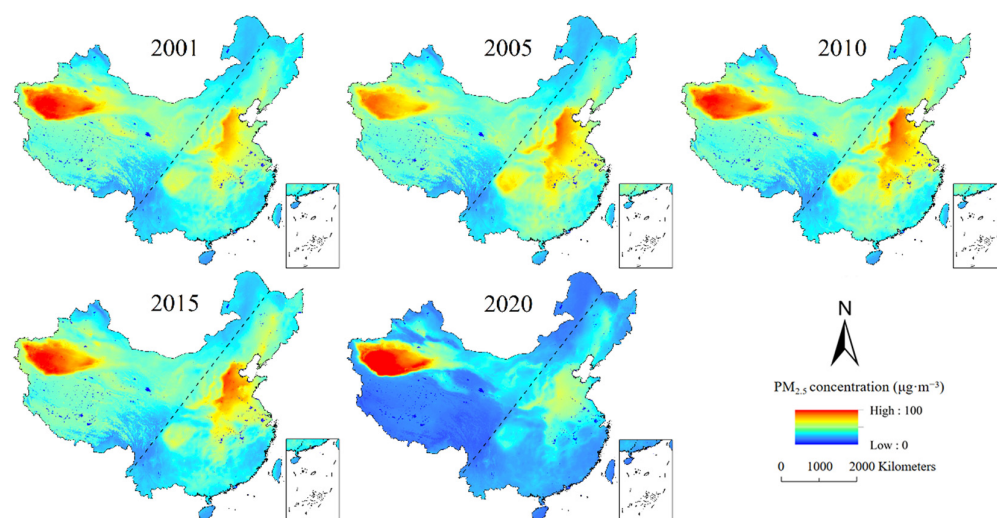 2001
2005
2010
2015
2020
N
PM₂.₅ concentration (μg·m⁻³)
High : 100
Low : 0
0 1000 2000 Kilometers